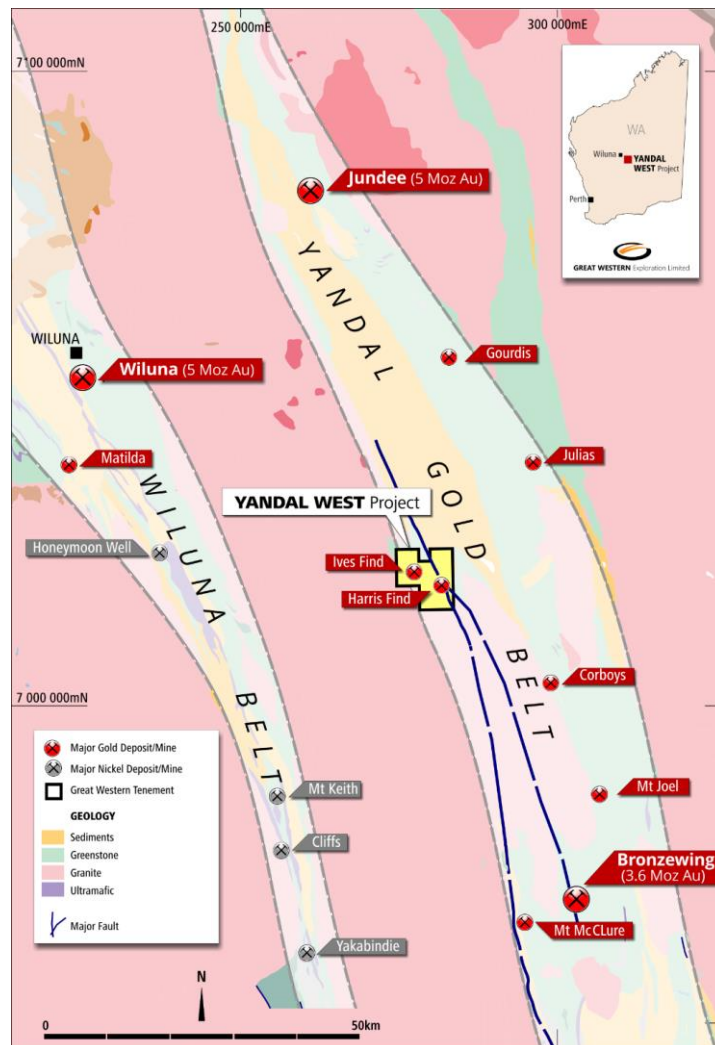 250 000mE
300 000mE
7100 000mN
WA
Wiluna
YANDAL
WEST Project
Perth
GREAT WESTERN Exploration Limited
Jundee (5 Moz Au)
YANDAL
GOLD
BELT
WILUNA
Wiluna (5 Moz Au)
Gourdis
Matilda
Julias
WILUNA
BELT
YANDAL WEST Project
Honeymoon Well
Ives Find
Harris Find
Corboys
7 000 000mN
Mt Keith
Mt Joel
Cliffs
Bronzewing
(3.6 Moz Au)
Mt McCLure
Yakabindie
Major Gold Deposit/Mine
Major Nickel Deposit/Mine
Great Western Tenement
GEOLOGY
Sediments
Greenstone
Granite
Ultramafic
Major Fault
N
0
50km